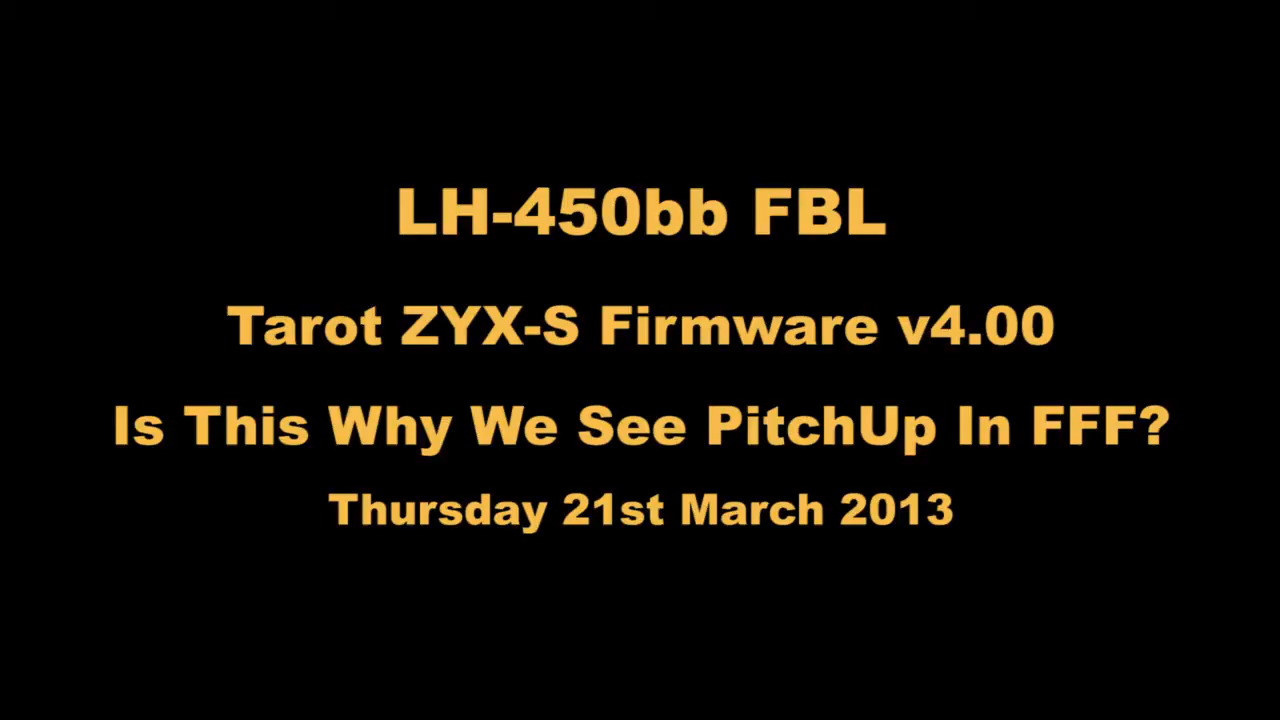 LH-450bb FBL
Tarot ZYX-S Firmware v4.00
Is This Why We See PitchUp In FFF?
Thursday 21st March 2013